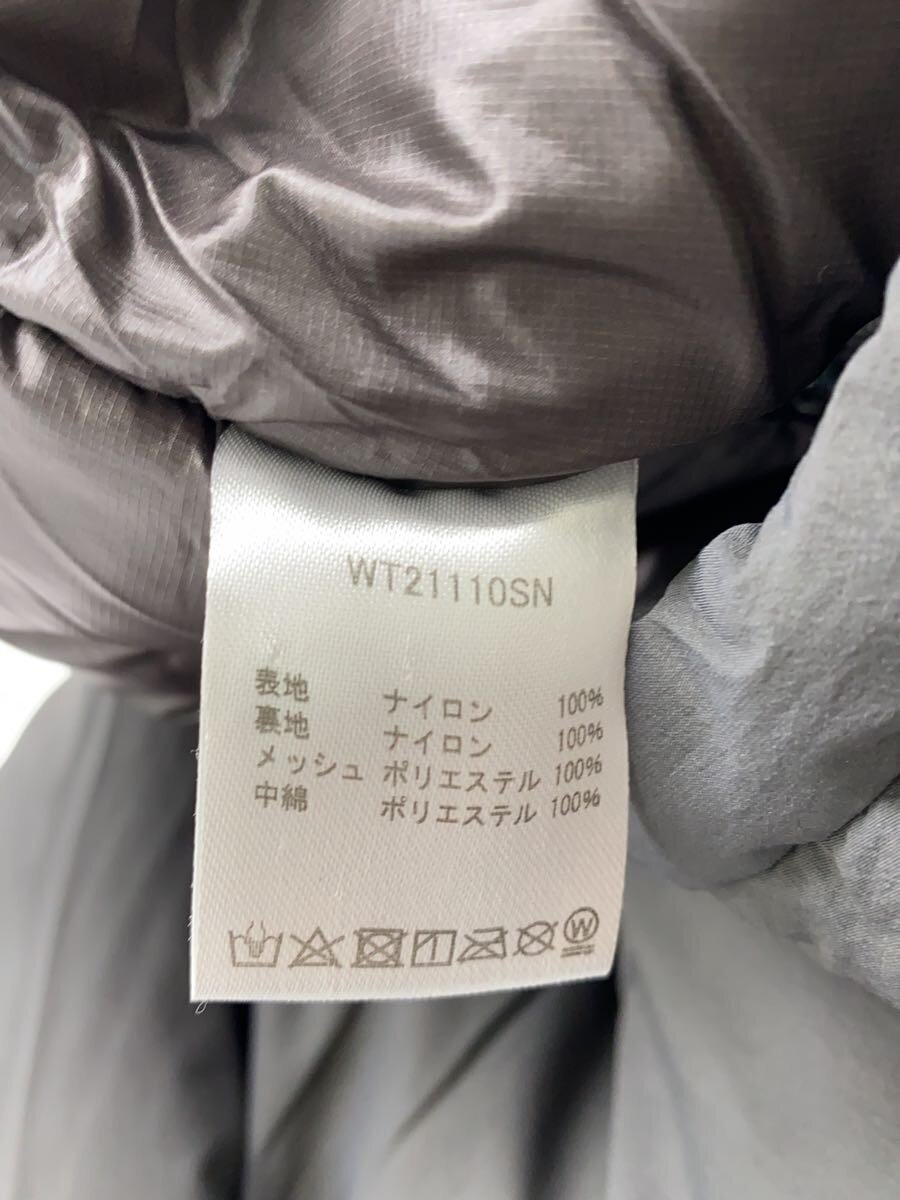 WT21110SN
表地 ナイロン 100%
裏地 ナイロン 100%
メッシュ ポリエステル 100%
中綿 ポリエステル 100%
W